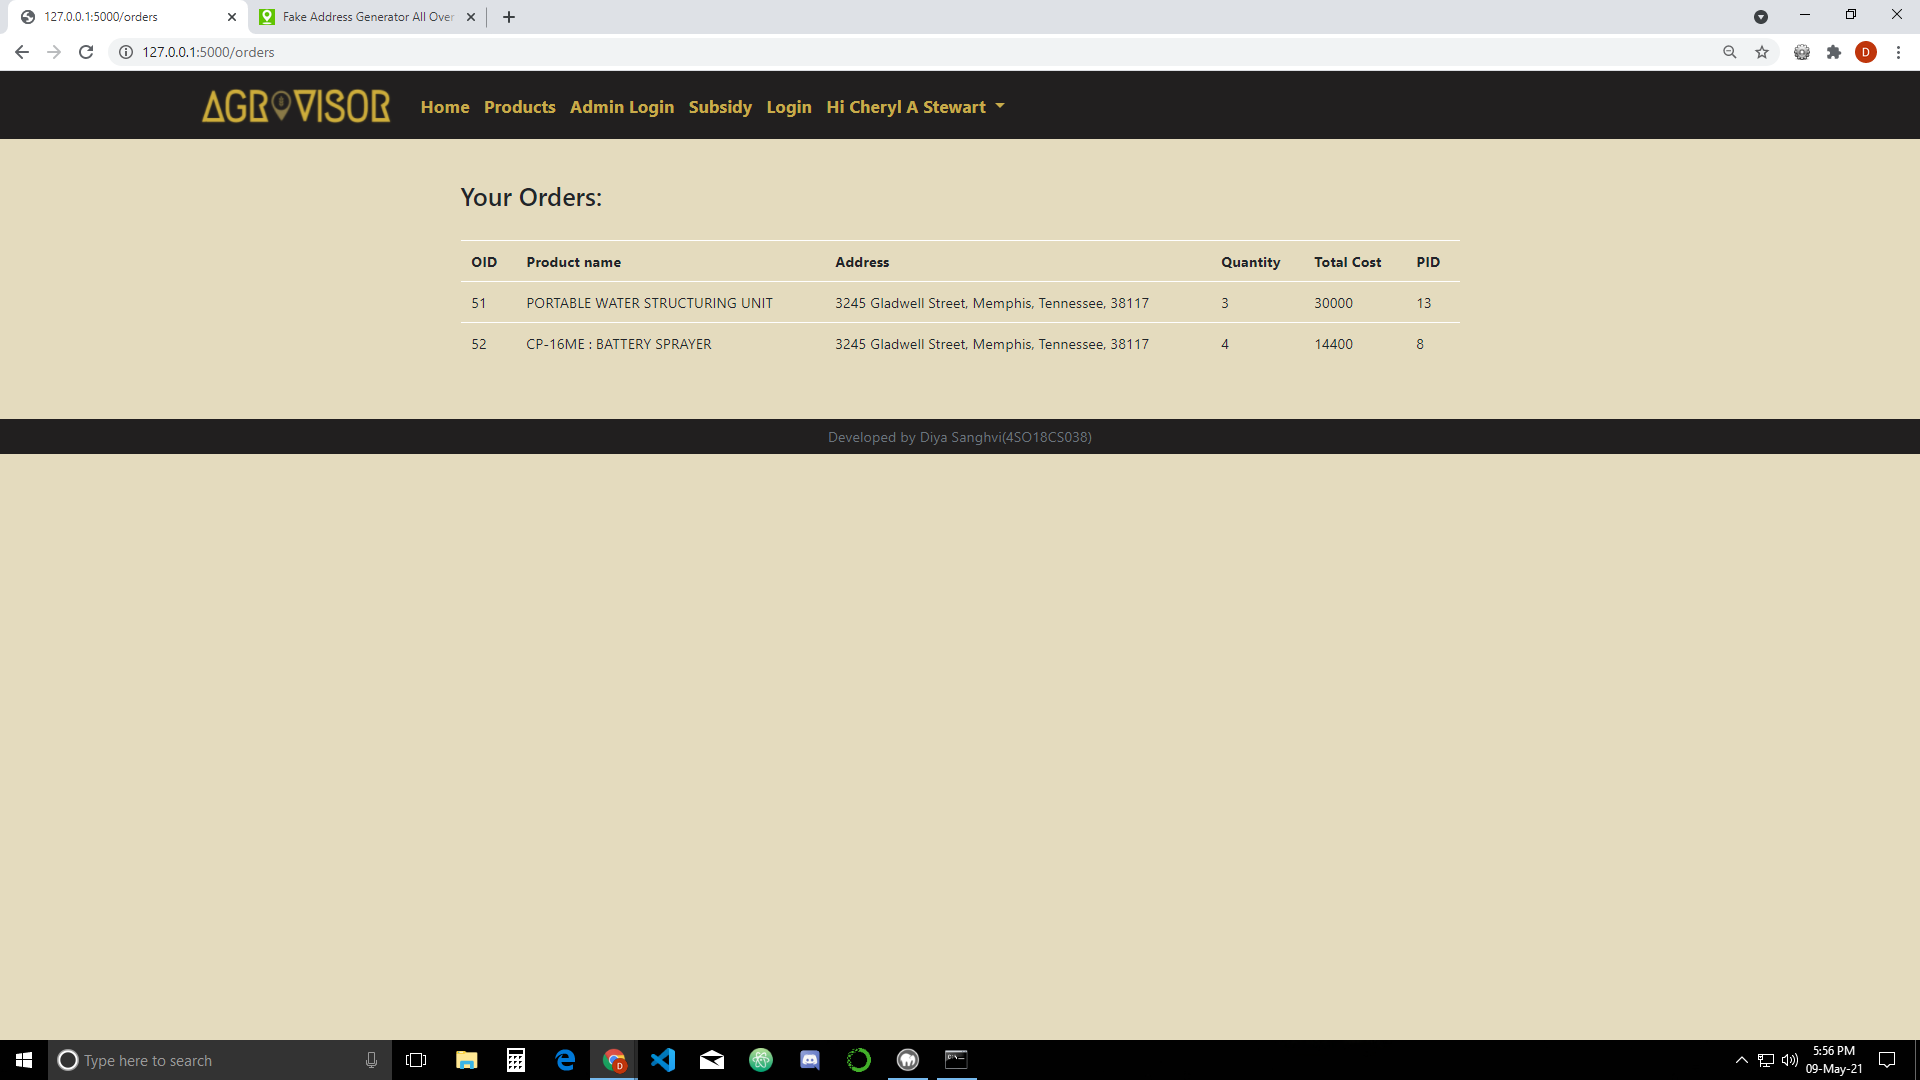 127.0.0.1:5000/orders
Fake Address Generator All Over
127.0.0.1:5000/orders
D
AGROVISOR
Home Products Admin Login Subsidy Login Hi Cheryl A Stewart
Your Orders:
OID Product name Address Quantity Total Cost PID
51 PORTABLE WATER STRUCTURING UNIT 3245 Gladwell Street, Memphis, Tennessee, 38117 3 30000 13
52 CP-16ME : BATTERY SPRAYER 3245 Gladwell Street, Memphis, Tennessee, 38117 4 14400 8
Developed by Diya Sanghvi(4SO18CS038)
Type here to search
D
5:56 PM
09-May-21